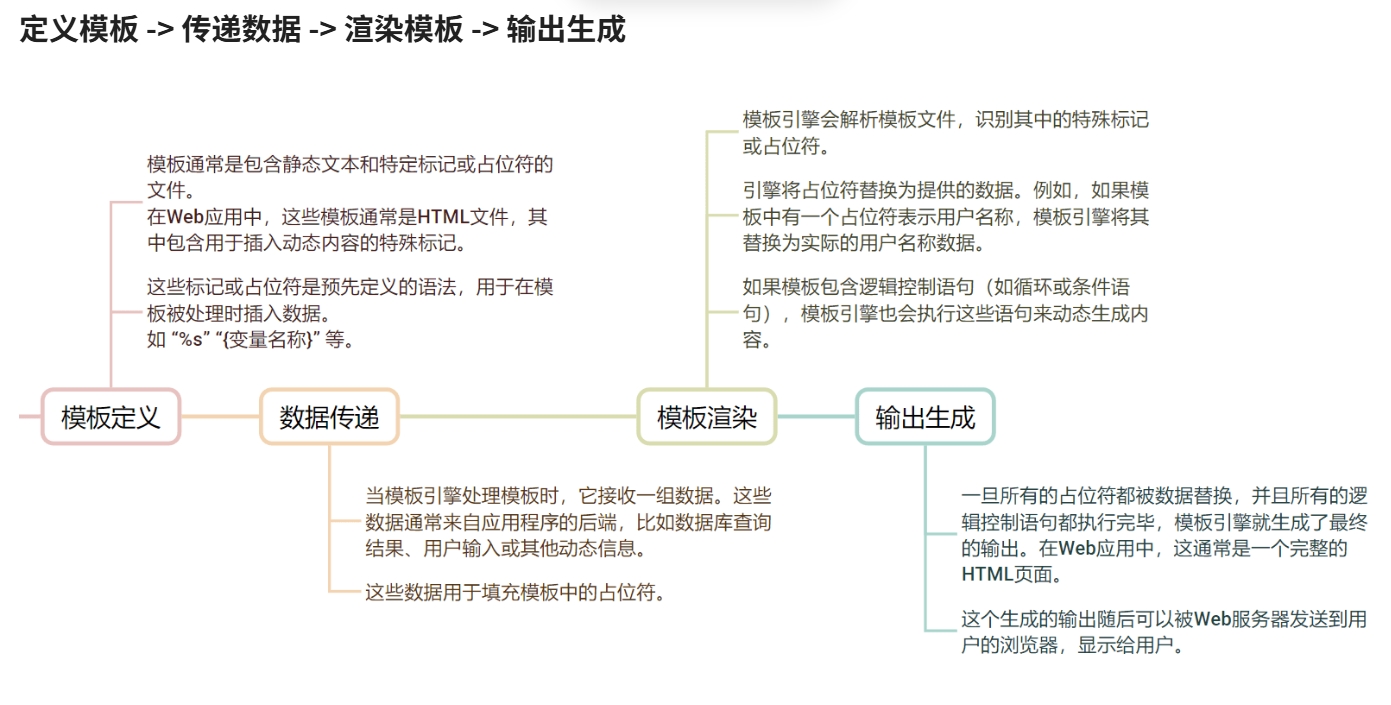 定义模板 -> 传递数据 -> 渲染模板 -> 输出生成
模板通常是包含静态文本和特定标记或占位符的
文件。
在Web应用中，这些模板通常是HTML文件，其
中包含用于插入动态内容的特殊标记。
这些标记或占位符是预先定义的语法，用于在模
板被处理时插入数据。
如 “%s” “{变量名称}” 等。
模板定义
数据传递
当模板引擎处理模板时，它接收一组数据。这些
数据通常来自应用程序的后端，比如数据库查询
结果、用户输入或其他动态信息。
这些数据用于填充模板中的占位符。
模板引擎会解析模板文件，识别其中的特殊标记
或占位符。
引擎将占位符替换为提供的数据。例如，如果模
板中有一个占位符表示用户名称，模板引擎将其
替换为实际的用户名称数据。
如果模板包含逻辑控制语句（如循环或条件语
句），模板引擎也会执行这些语句来动态生成内
容。
模板渲染
输出生成
一旦所有的占位符都被数据替换，并且所有的逻
辑控制语句都执行完毕，模板引擎就生成了最终
的输出。在Web应用中，这通常是一个完整的
HTML页面。
这个生成的输出随后可以被Web服务器发送到用
户的浏览器，显示给用户。